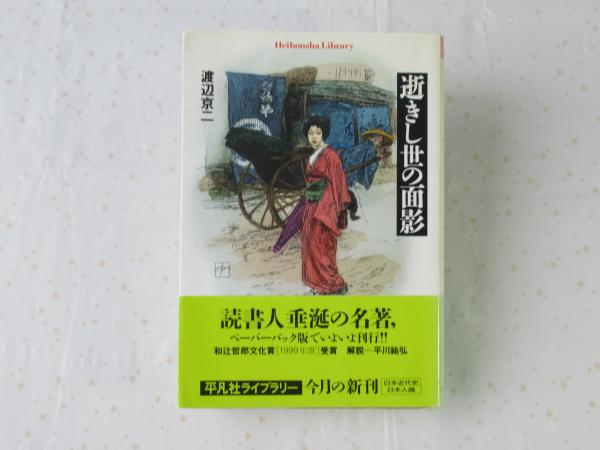 Heibonsha Library
逝きし世の面影
渡辺京二
読書人垂涎の名著,
ペーパーバック版でいよいよ刊行!!
和辻哲郎文化賞[1999年度]受賞 解説—平川祐弘
平凡社ライブラリー 今月の新刊
日本近代史
日本人論